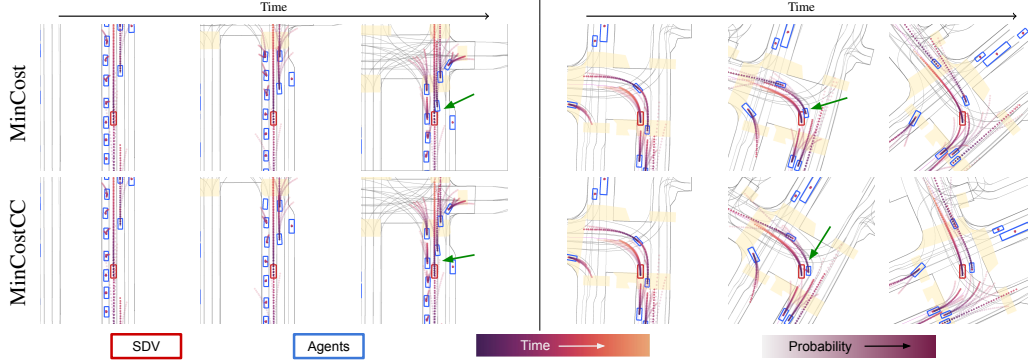 Time
Time
MinCost
MinCostCC
SDV
Agents
Time
Probability